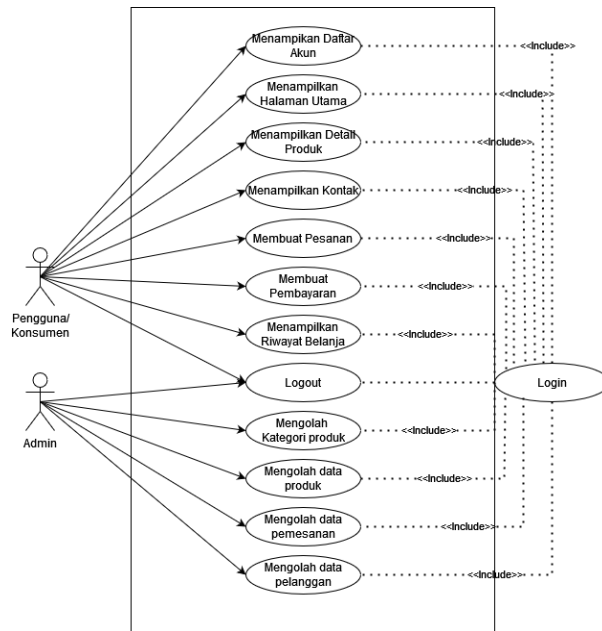 Menampikan Daftar
Akun
<<Include>>
Menampilkan
Halaman Utama
<<Include>>
Menampilkan Detail
Produk
<<Include>>
Menampilkan Kontak
<<Include>>
Membuat Pesanan
<<Include>>
Pengguna/
Konsumen
Membuat
Pembayaran
<<Include>>
Menampilkan
Riwayat Belanja
<<Include>>
Logout
Login
Admin
Mengolah
Kategori produk
<<Include>>
Mengolah data
produk
<<Include>>
Mengolah data
pemesanan
<<Include>>
Mengolah data
pelanggan
<<Include>>